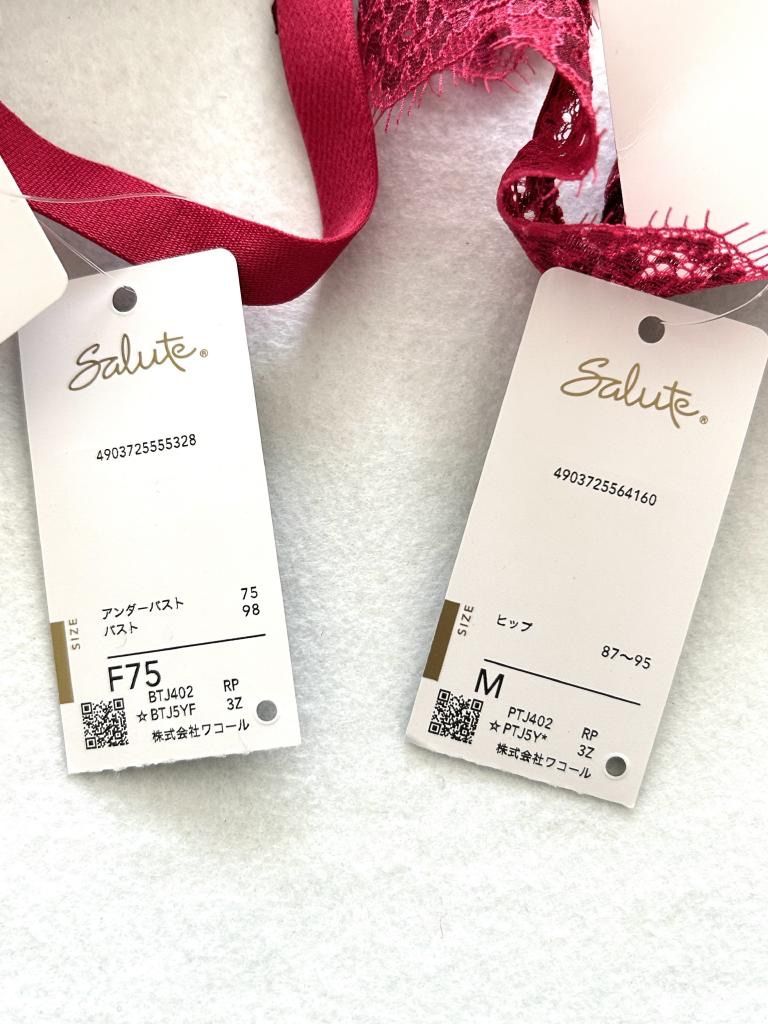 Salute®
4903725555328
アンダーバスト 75
バスト 98
SIZE
F75
BTJ402 RP
☆BTJ5YF 3Z
株式会社ワコール
Salute®
4903725564160
ヒップ
87〜95
SIZE
M
PTJ402 RP
☆PTJ5Y* 3Z
株式会社ワコール